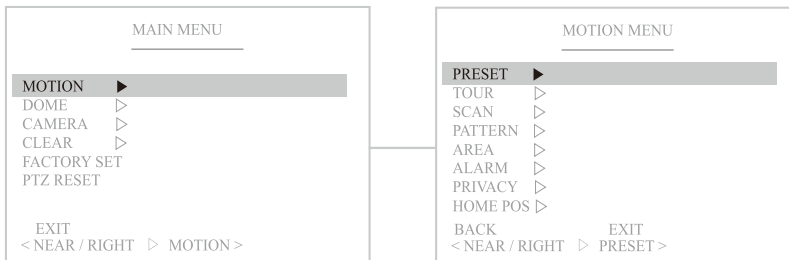 MAIN MENU
MOTION ▶
DOME ▷
CAMERA ▷
CLEAR ▷
FACTORY SET
PTZ RESET
EXIT
< NEAR / RIGHT ▷ MOTION >
MOTION MENU
PRESET ▶
TOUR ▷
SCAN ▷
PATTERN ▷
AREA ▷
ALARM ▷
PRIVACY ▷
HOME POS ▷
BACK EXIT
< NEAR / RIGHT ▷ PRESET >